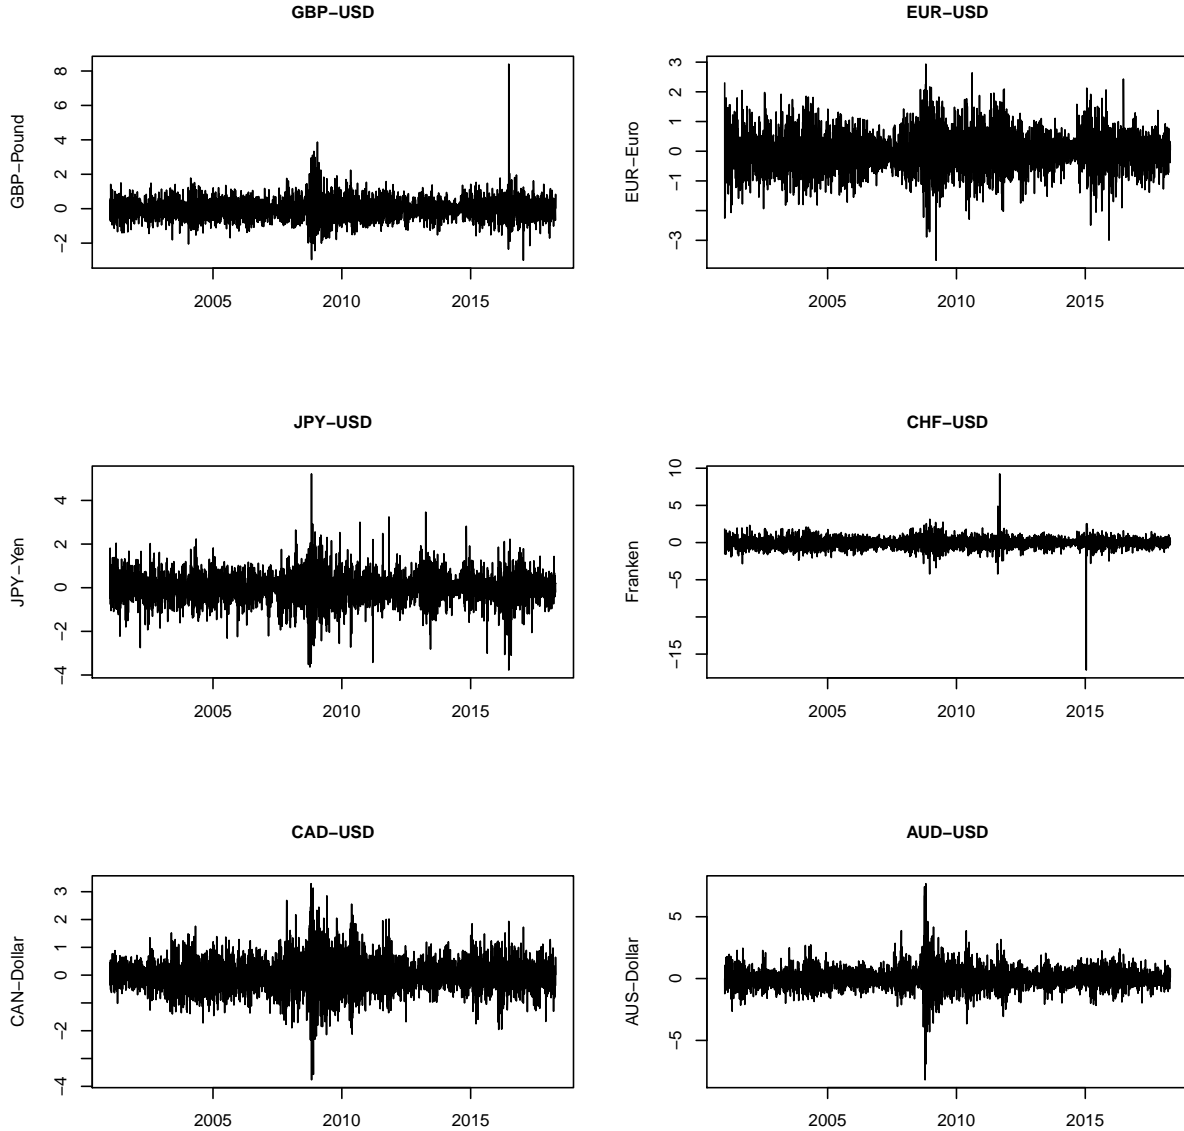 GBP−USD
GBP−Pound
8
6
4
2
0
−2
2005 2010 2015
EUR−USD
EUR−Euro
3
2
1
0
−1
−3
2005 2010 2015
JPY−USD
JPY−Yen
4
2
0
−2
−4
2005 2010 2015
CHF−USD
Franken
10
5
0
−5
−15
2005 2010 2015
CAD−USD
CAN−Dollar
3
2
1
0
−2
−4
2005 2010 2015
AUD−USD
AUS−Dollar
5
0
−5
2005 2010 2015